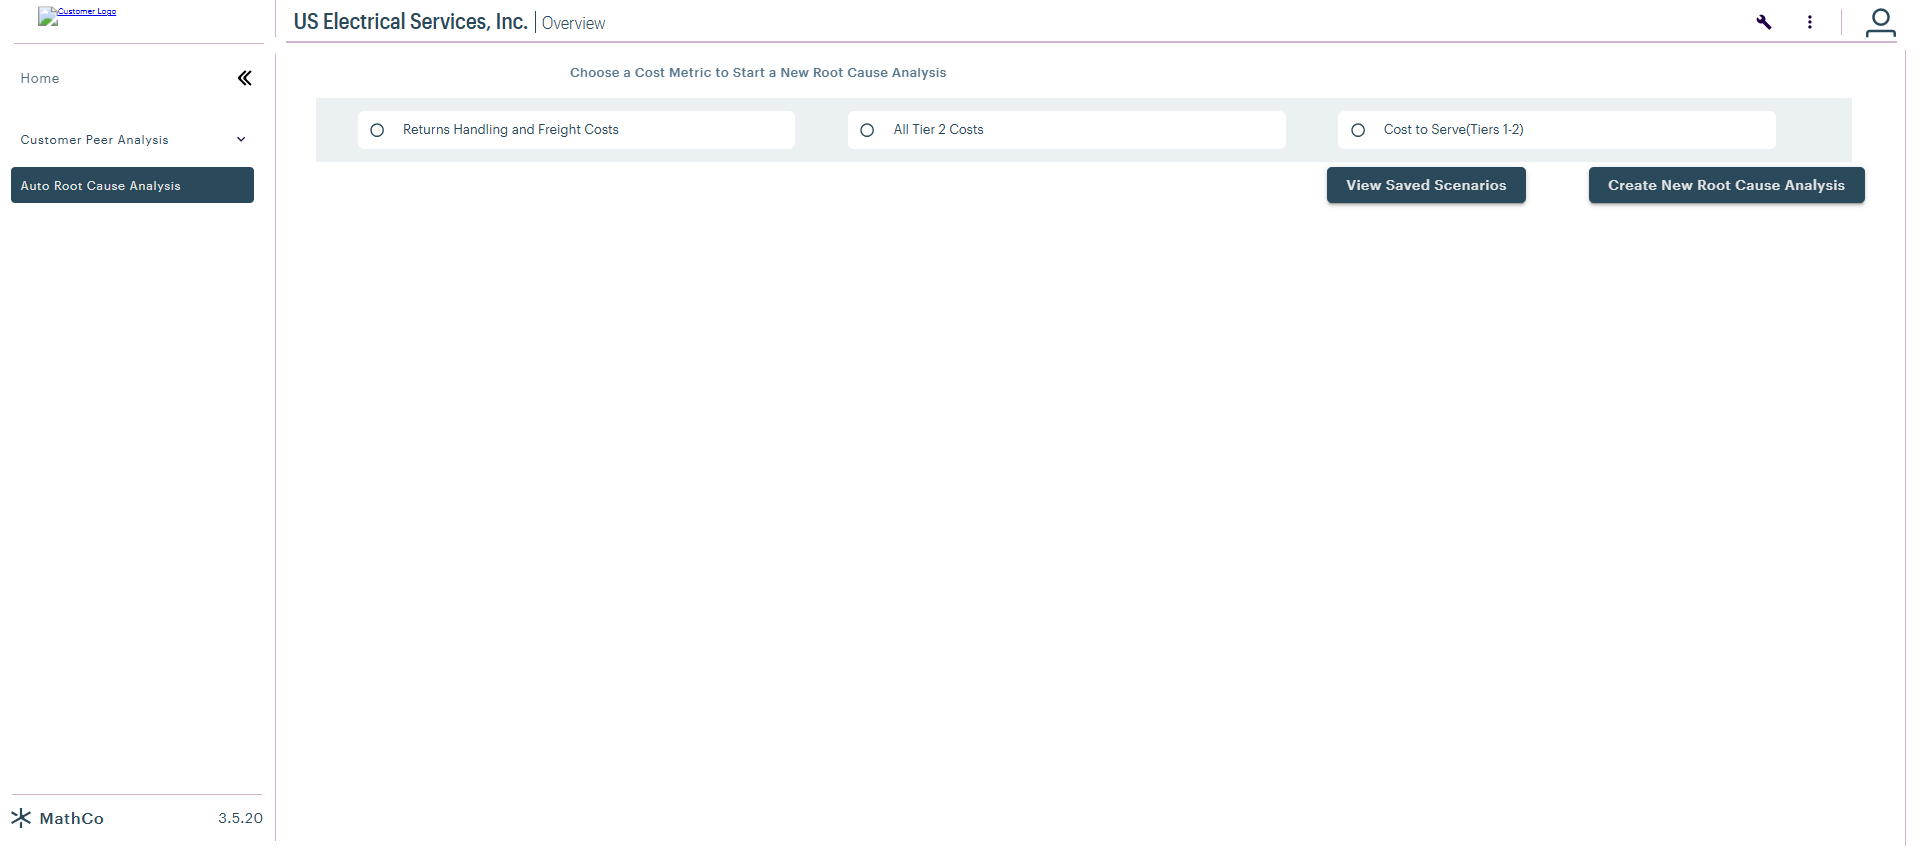 Customer Logo
US Electrical Services, Inc. Overview
Home
Choose a Cost Metric to Start a New Root Cause Analysis
Returns Handling and Freight Costs
All Tier 2 Costs
Cost to Serve(Tiers 1-2)
Customer Peer Analysis
Auto Root Cause Analysis
View Saved Scenarios
Create New Root Cause Analysis
MathCo
3.5.20